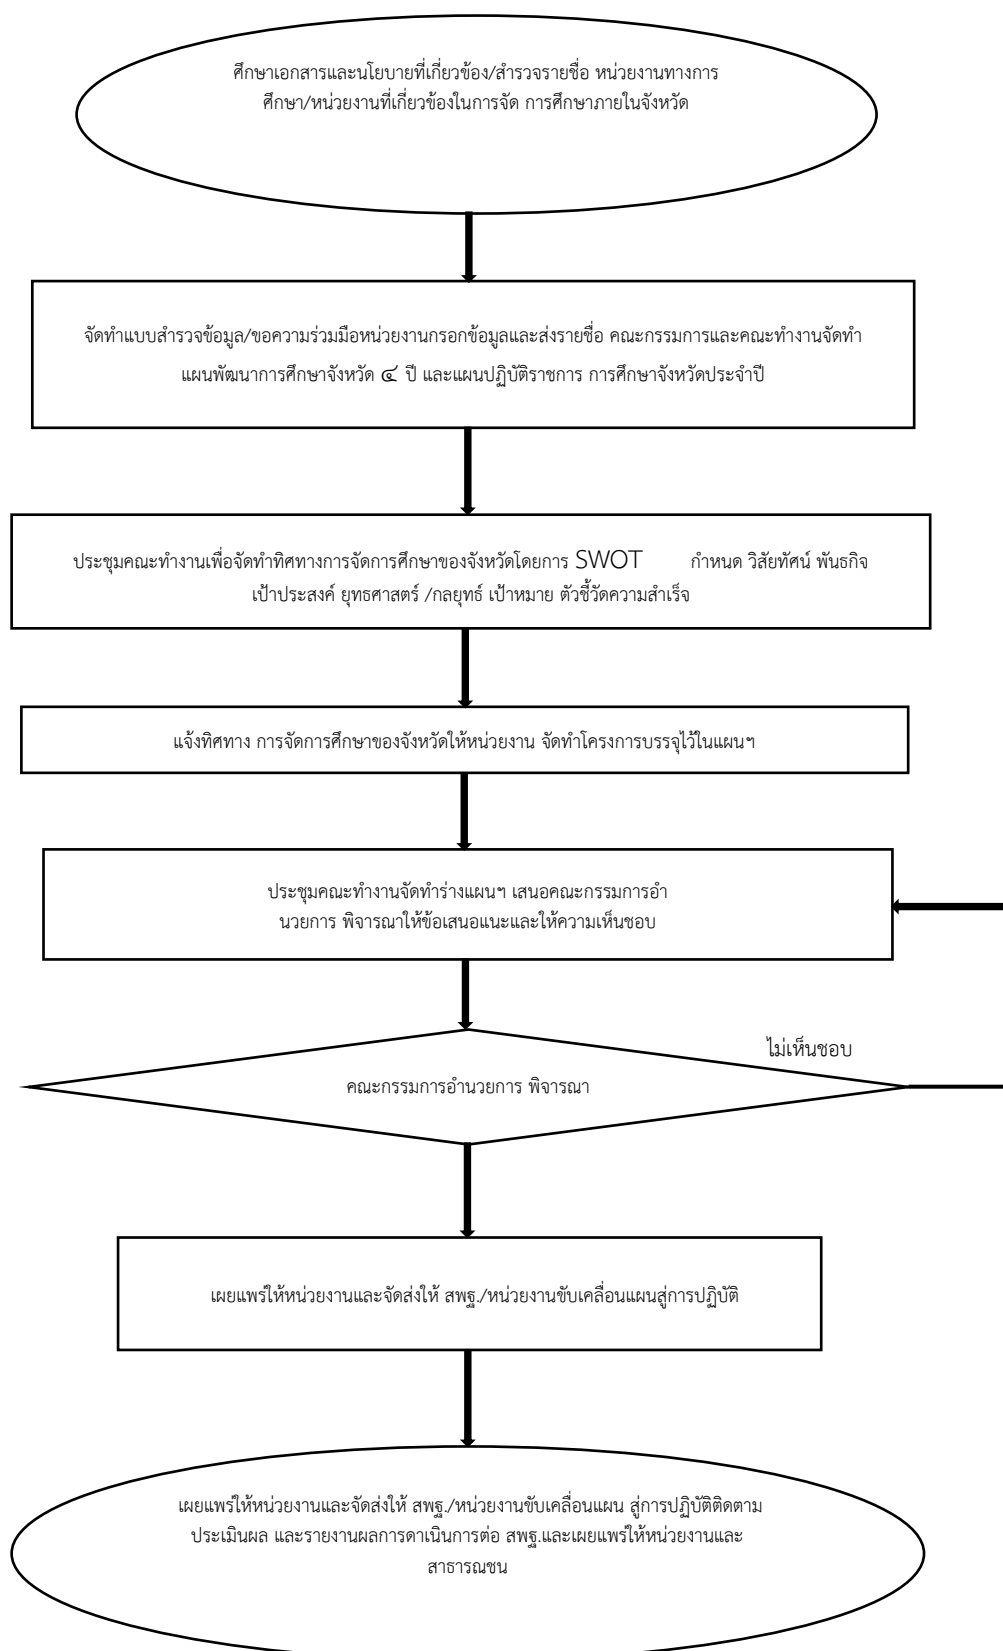 ศึกษาเอกสารและนโยบายที่เกี่ยวข้อง/สำรวจรายชื่อ หน่วยงานทางการ
ศึกษา/หน่วยงานที่เกี่ยวข้องในการจัด การศึกษาภายในจังหวัด
จัดทำแบบสำรวจข้อมูล/ขอความร่วมมือหน่วยงานกรอกข้อมูลและส่งรายชื่อ คณะกรรมการและคณะทำงานจัดทำ
แผนพัฒนาการศึกษาจังหวัด ๔ ปี และแผนปฏิบัติราชการ การศึกษาจังหวัดประจำปี
ประชุมคณะทำงานเพื่อจัดทำทิศทางการจัดการศึกษาของจังหวัดโดยการ SWOT กำหนด วิสัยทัศน์ พันธกิจ
เป้าประสงค์ ยุทธศาสตร์ /กลยุทธ์ เป้าหมาย ตัวชี้วัดความสำเร็จ
แจ้งทิศทาง การจัดการศึกษาของจังหวัดให้หน่วยงาน จัดทำโครงการบรรจุไว้ในแผนฯ
ประชุมคณะทำงานจัดทำร่างแผนฯ เสนอคณะกรรมการอำ
นวยการ พิจารณาให้ข้อเสนอแนะและให้ความเห็นชอบ
ไม่เห็นชอบ
คณะกรรมการอำนวยการ พิจารณา
เผยแพร่ให้หน่วยงานและจัดส่งให้ สพฐ./หน่วยงานขับเคลื่อนแผนสู่การปฏิบัติ
เผยแพร่ให้หน่วยงานและจัดส่งให้ สพฐ./หน่วยงานขับเคลื่อนแผน สู่การปฏิบัติติดตาม
ประเมินผล และรายงานผลการดาเนินการต่อ สพฐ.และเผยแพร่ให้หน่วยงานและ
สาธารณชน